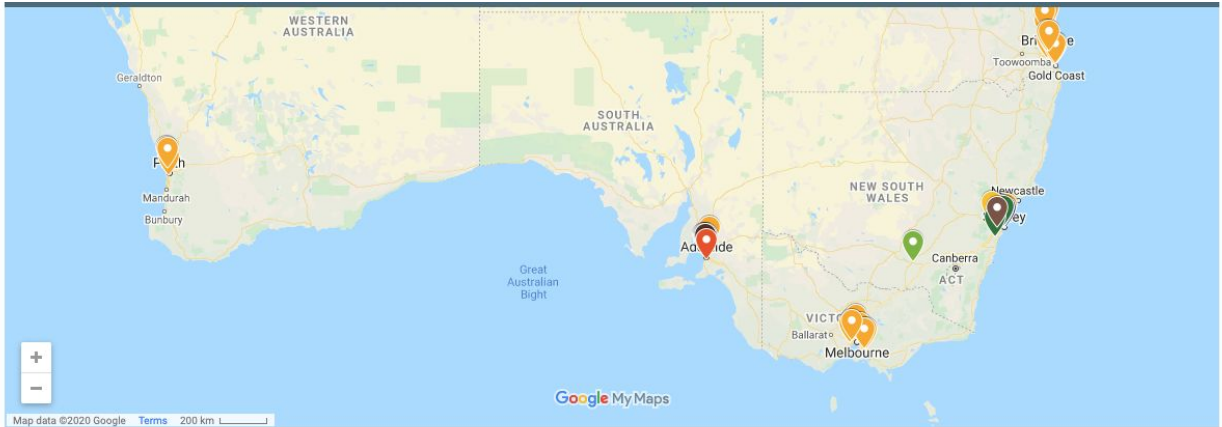 WESTERN
AUSTRALIA
Geraldton
Mandurah
Bunbury
SOUTH
AUSTRALIA
Great
Australian
Bight
Toowoomba
Gold Coast
NEW SOUTH
WALES
Newcastle
Canberra
ACT
Ballarat
Melbourne
+
−
Google My Maps
Map data ©2020 Google Terms 200 km